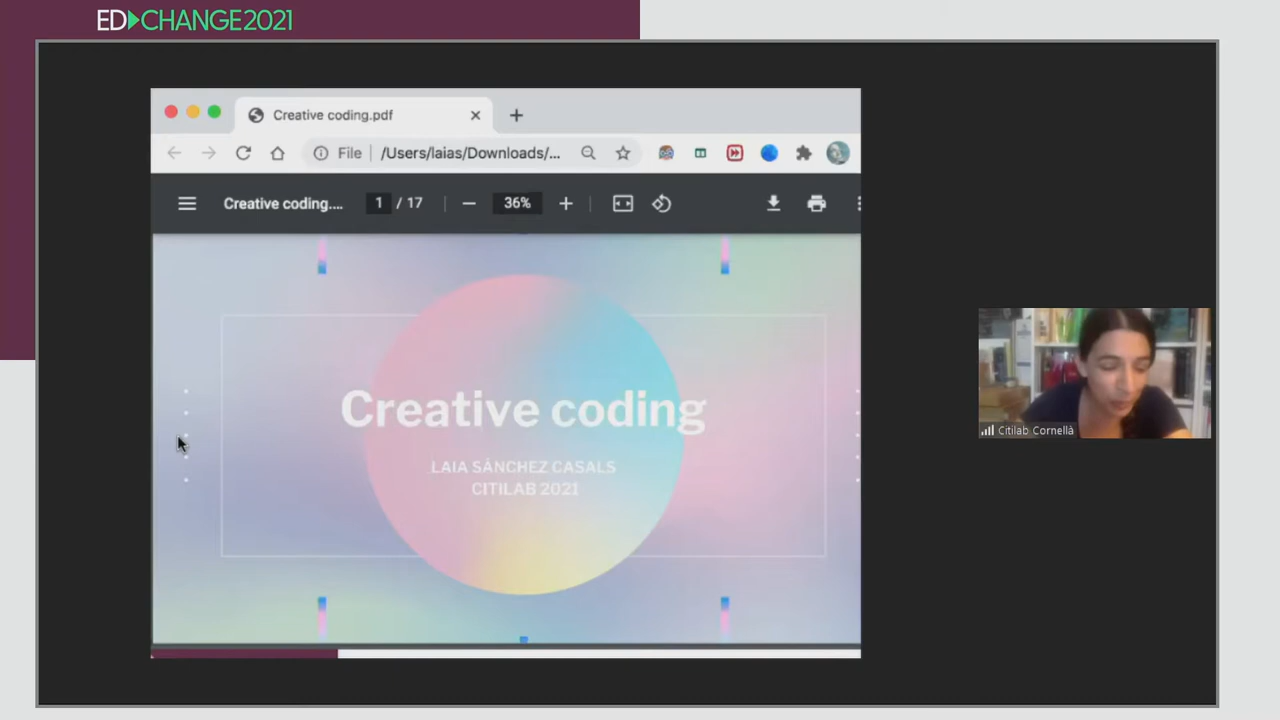 ED CHANGE2021
Creative coding.pdf
File /Users/laias/Downloads/...
Creative coding....
1 / 17
36%
Creative coding
LAIA SÁNCHEZ CASALS
CITILAB 2021
Citilab Cornellà